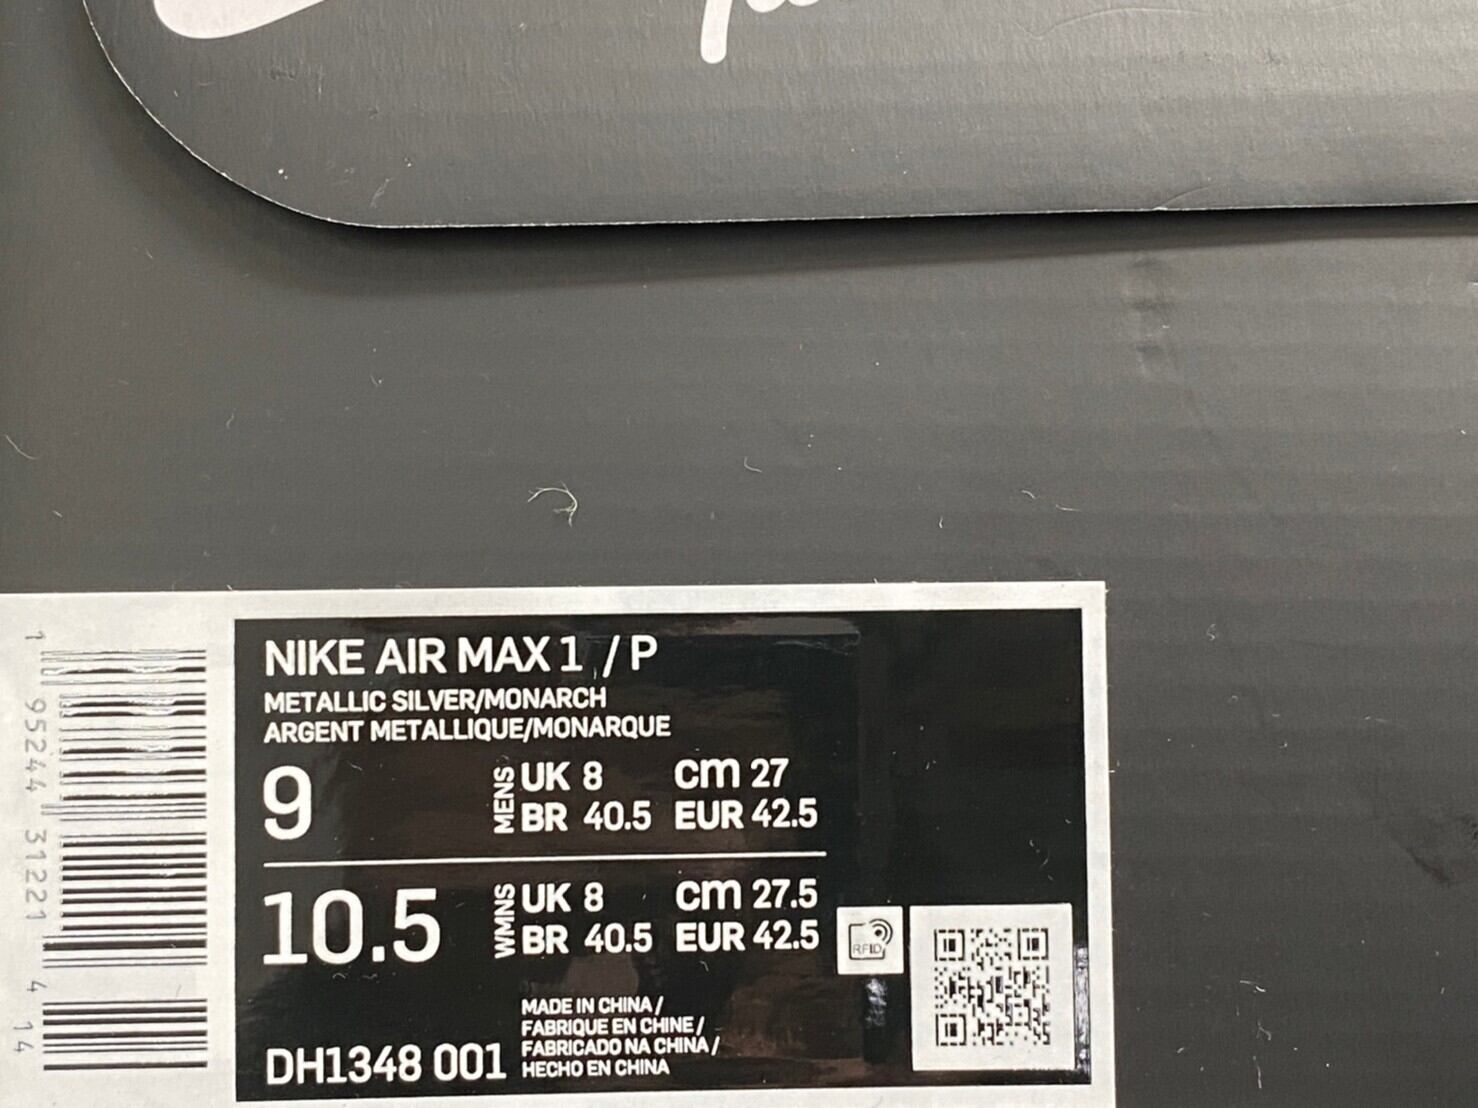 NIKE AIR MAX 1 / P
METALLIC SILVER/MONARCH
ARGENT METALLIQUE/MONARQUE
9
MENS
UK 8 cm 27
BR 40.5 EUR 42.5
10.5
WMNS
UK 8 cm 27.5
BR 40.5 EUR 42.5
RFID
MADE IN CHINA /
FABRIQUE EN CHINE /
FABRICADO NA CHINA /
HECHO EN CHINA
DH1348 001
1 95244 31221 4 14